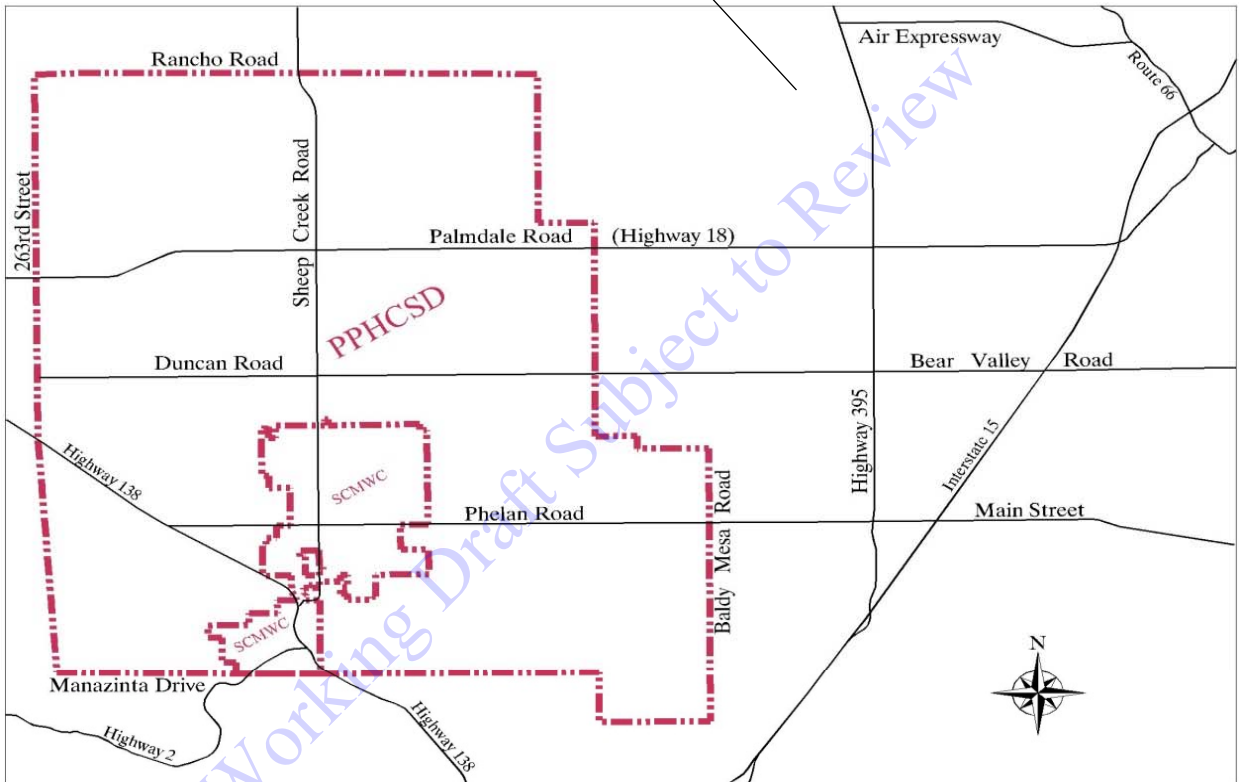 Air Expressway
Rancho Road
Route 66
263rd Street
Sheep Creek Road
Palmdale Road (Highway 18)
PPHCSD
Duncan Road
Bear Valley Road
Highway 395
Interstate 15
Highway 138
SCMWC
Phelan Road
Main Street
Baldy Mesa Road
SCMWC
N
Manazinta Drive
Highway 2
Highway 138
Working Draft Subject to Review